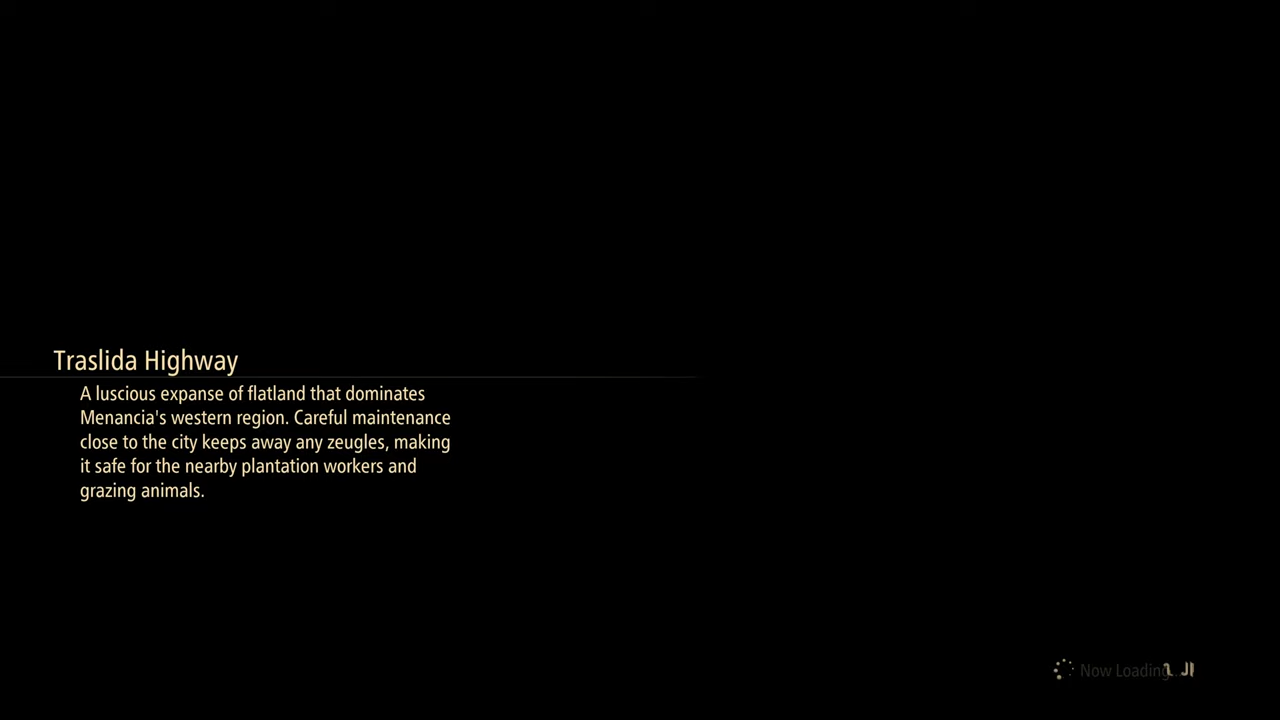 Traslida Highway
A luscious expanse of flatland that dominates
Menancia's western region. Careful maintenance
close to the city keeps away any zeugles, making
it safe for the nearby plantation workers and
grazing animals.
Now Loading